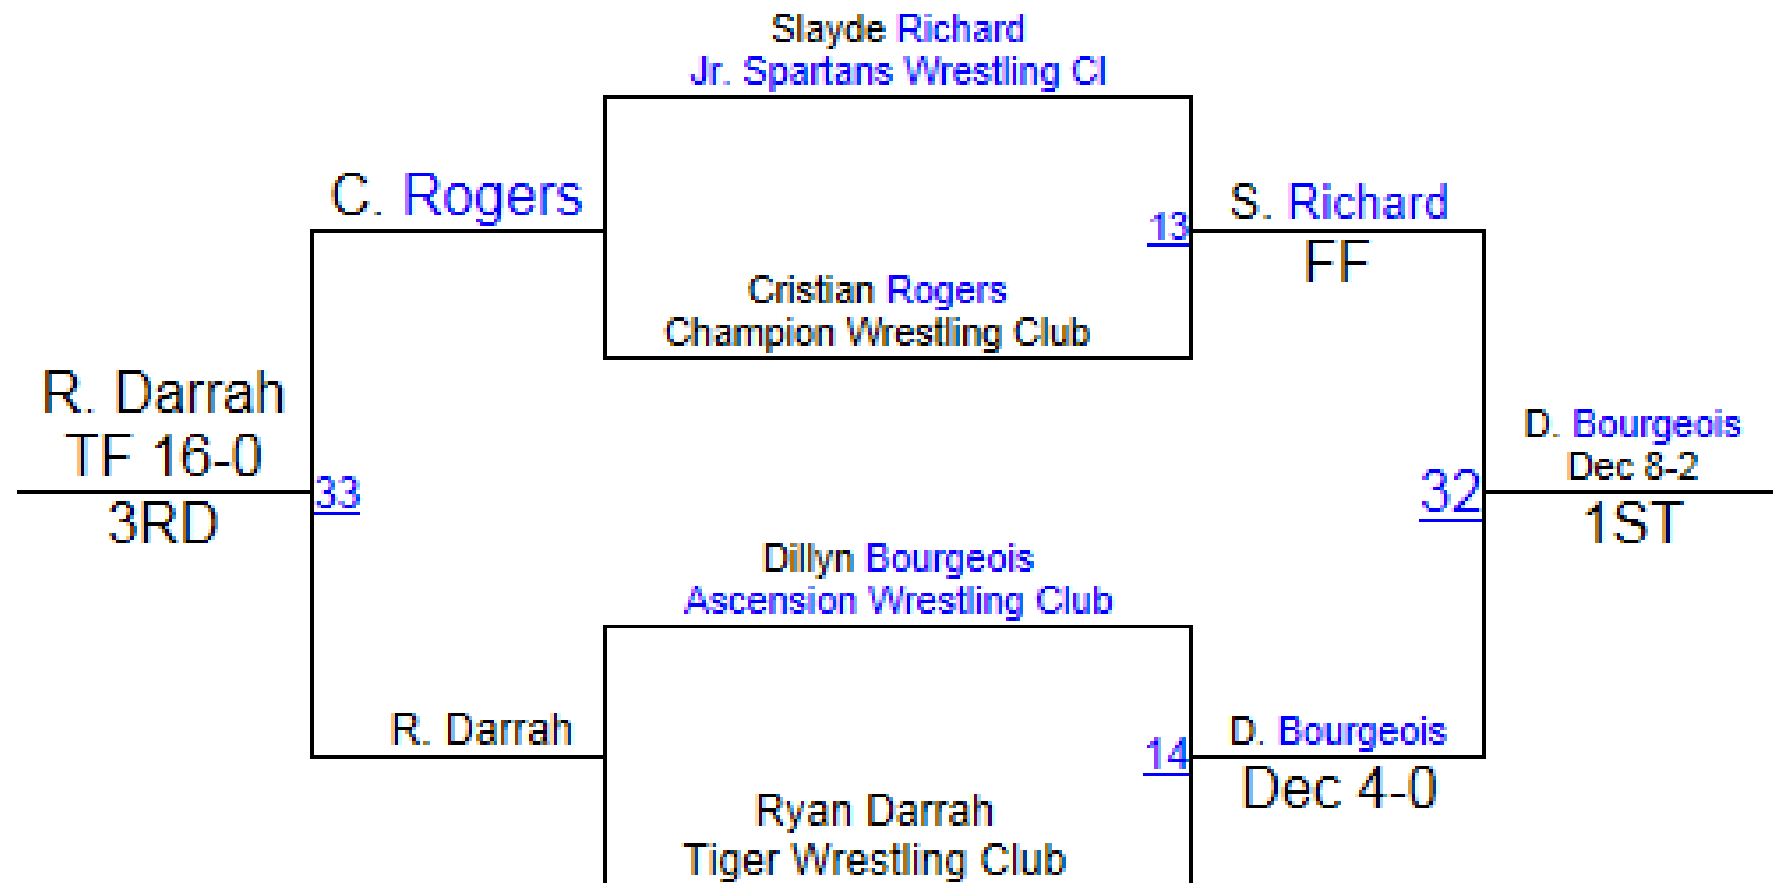 Slayde Richard
Jr. Spartans Wrestling Cl
C. Rogers
13
S. Richard
FF
Cristian Rogers
Champion Wrestling Club
R. Darrah
TF 16-0
33
3RD
D. Bourgeois
Dec 8-2
32
1ST
Dillyn Bourgeois
Ascension Wrestling Club
R. Darrah
14
D. Bourgeois
Dec 4-0
Ryan Darrah
Tiger Wrestling Club